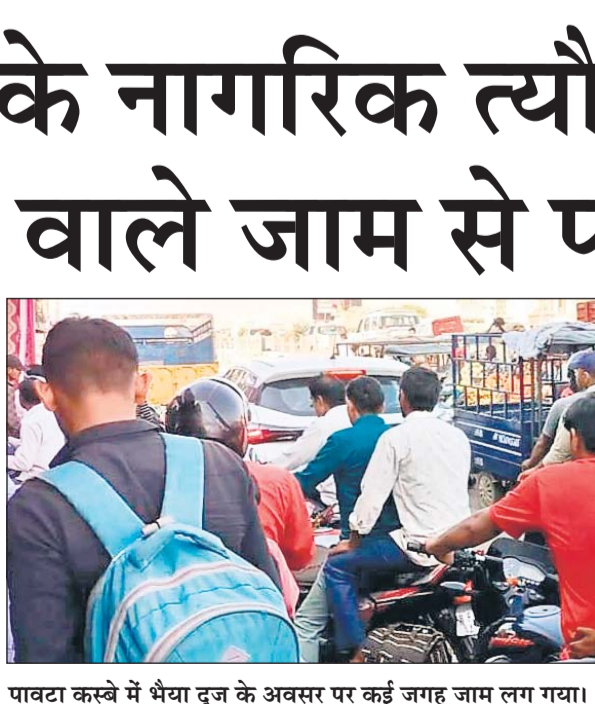 के नागरिक त्यौ
वाले जाम से प
पावटा कस्बे में भैया दूज के अवसर पर कई जगह जाम लग गया।